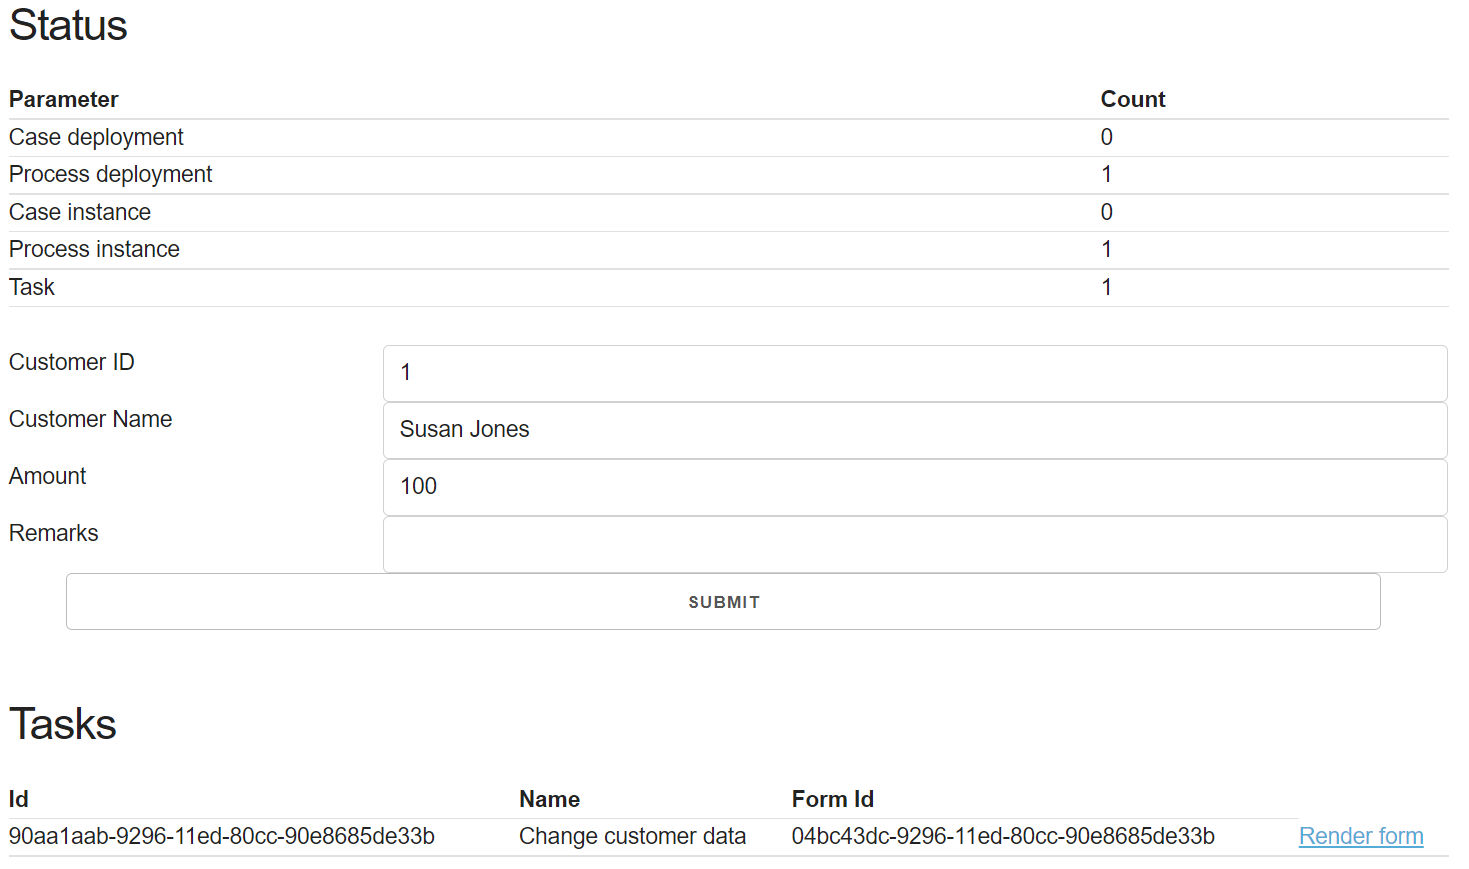 Status
Parameter Count
Case deployment 0
Process deployment 1
Case instance 0
Process instance 1
Task 1
Customer ID 1
Customer Name Susan Jones
Amount 100
Remarks
SUBMIT
Tasks
Id Name Form Id
90aa1aab-9296-11ed-80cc-90e8685de33b Change customer data 04bc43dc-9296-11ed-80cc-90e8685de33b Render form